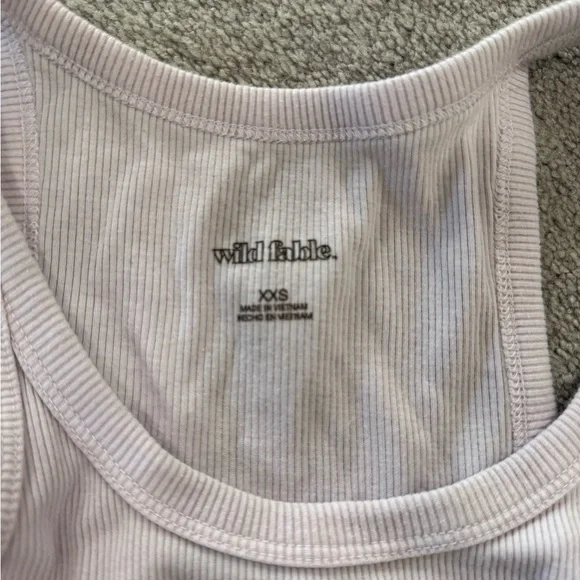 wild fable.
XXS
MADE IN VIETNAM
HECHO EN VIETNAM